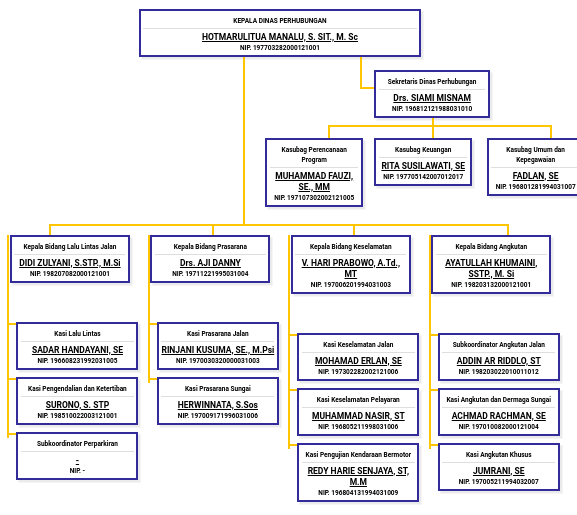 KEPALA DINAS PERHUBUNGAN
HOTMARULITUA MANALU, S. SIT., M. Sc
NIP. 197703282000121001
Sekretaris Dinas Perhubungan
Drs. SIAMI MISNAM
NIP. 196812121988031010
Kasubag Perencanaan
Program
MUHAMMAD FAUZI,
SE., MM
NIP. 197107302002121005
Kasubag Keuangan
RITA SUSILAWATI, SE
NIP. 197705142007012017
Kasubag Umum dan
Kepegawaian
FADLAN, SE
NIP. 196801281994031007
Kepala Bidang Lalu Lintas Jalan
DIDI ZULYANI, S.STP., M.Si
NIP. 198207082000121001
Kepala Bidang Prasarana
Drs. AJI DANNY
NIP. 197112211995031004
Kepala Bidang Keselamatan
V. HARI PRABOWO, A.Td.,
MT
NIP. 197006201994031003
Kepala Bidang Angkutan
AYATULLAH KHUMAINI,
SSTP., M. Si
NIP. 198203132000121001
Kasi Lalu Lintas
SADAR HANDAYANI, SE
NIP. 196608231992031005
Kasi Pengendalian dan Ketertiban
SURONO, S. STP
NIP. 198510022003121001
Subkoordinator Perparkiran
-
NIP. -
Kasi Prasarana Jalan
RINJANI KUSUMA, SE., M.Psi
NIP. 1970030320000031003
Kasi Prasarana Sungai
HERWINNATA, S.Sos
NIP. 197009171996031006
Kasi Keselamatan Jalan
MOHAMAD ERLAN, SE
NIP. 197302282002121006
Kasi Keselamatan Pelayaran
MUHAMMAD NASIR, ST
NIP. 196805211998031006
Kasi Pengujian Kendaraan Bermotor
REDY HARIE SENJAYA, ST,
M.M
NIP. 196804131994031009
Subkoordinator Angkutan Jalan
ADDIN AR RIDDLO, ST
NIP. 198203022010011012
Kasi Angkutan dan Dermaga Sungai
ACHMAD RACHMAN, SE
NIP. 197010082000121004
Kasi Angkutan Khusus
JUMRANI, SE
NIP. 197005211994032007